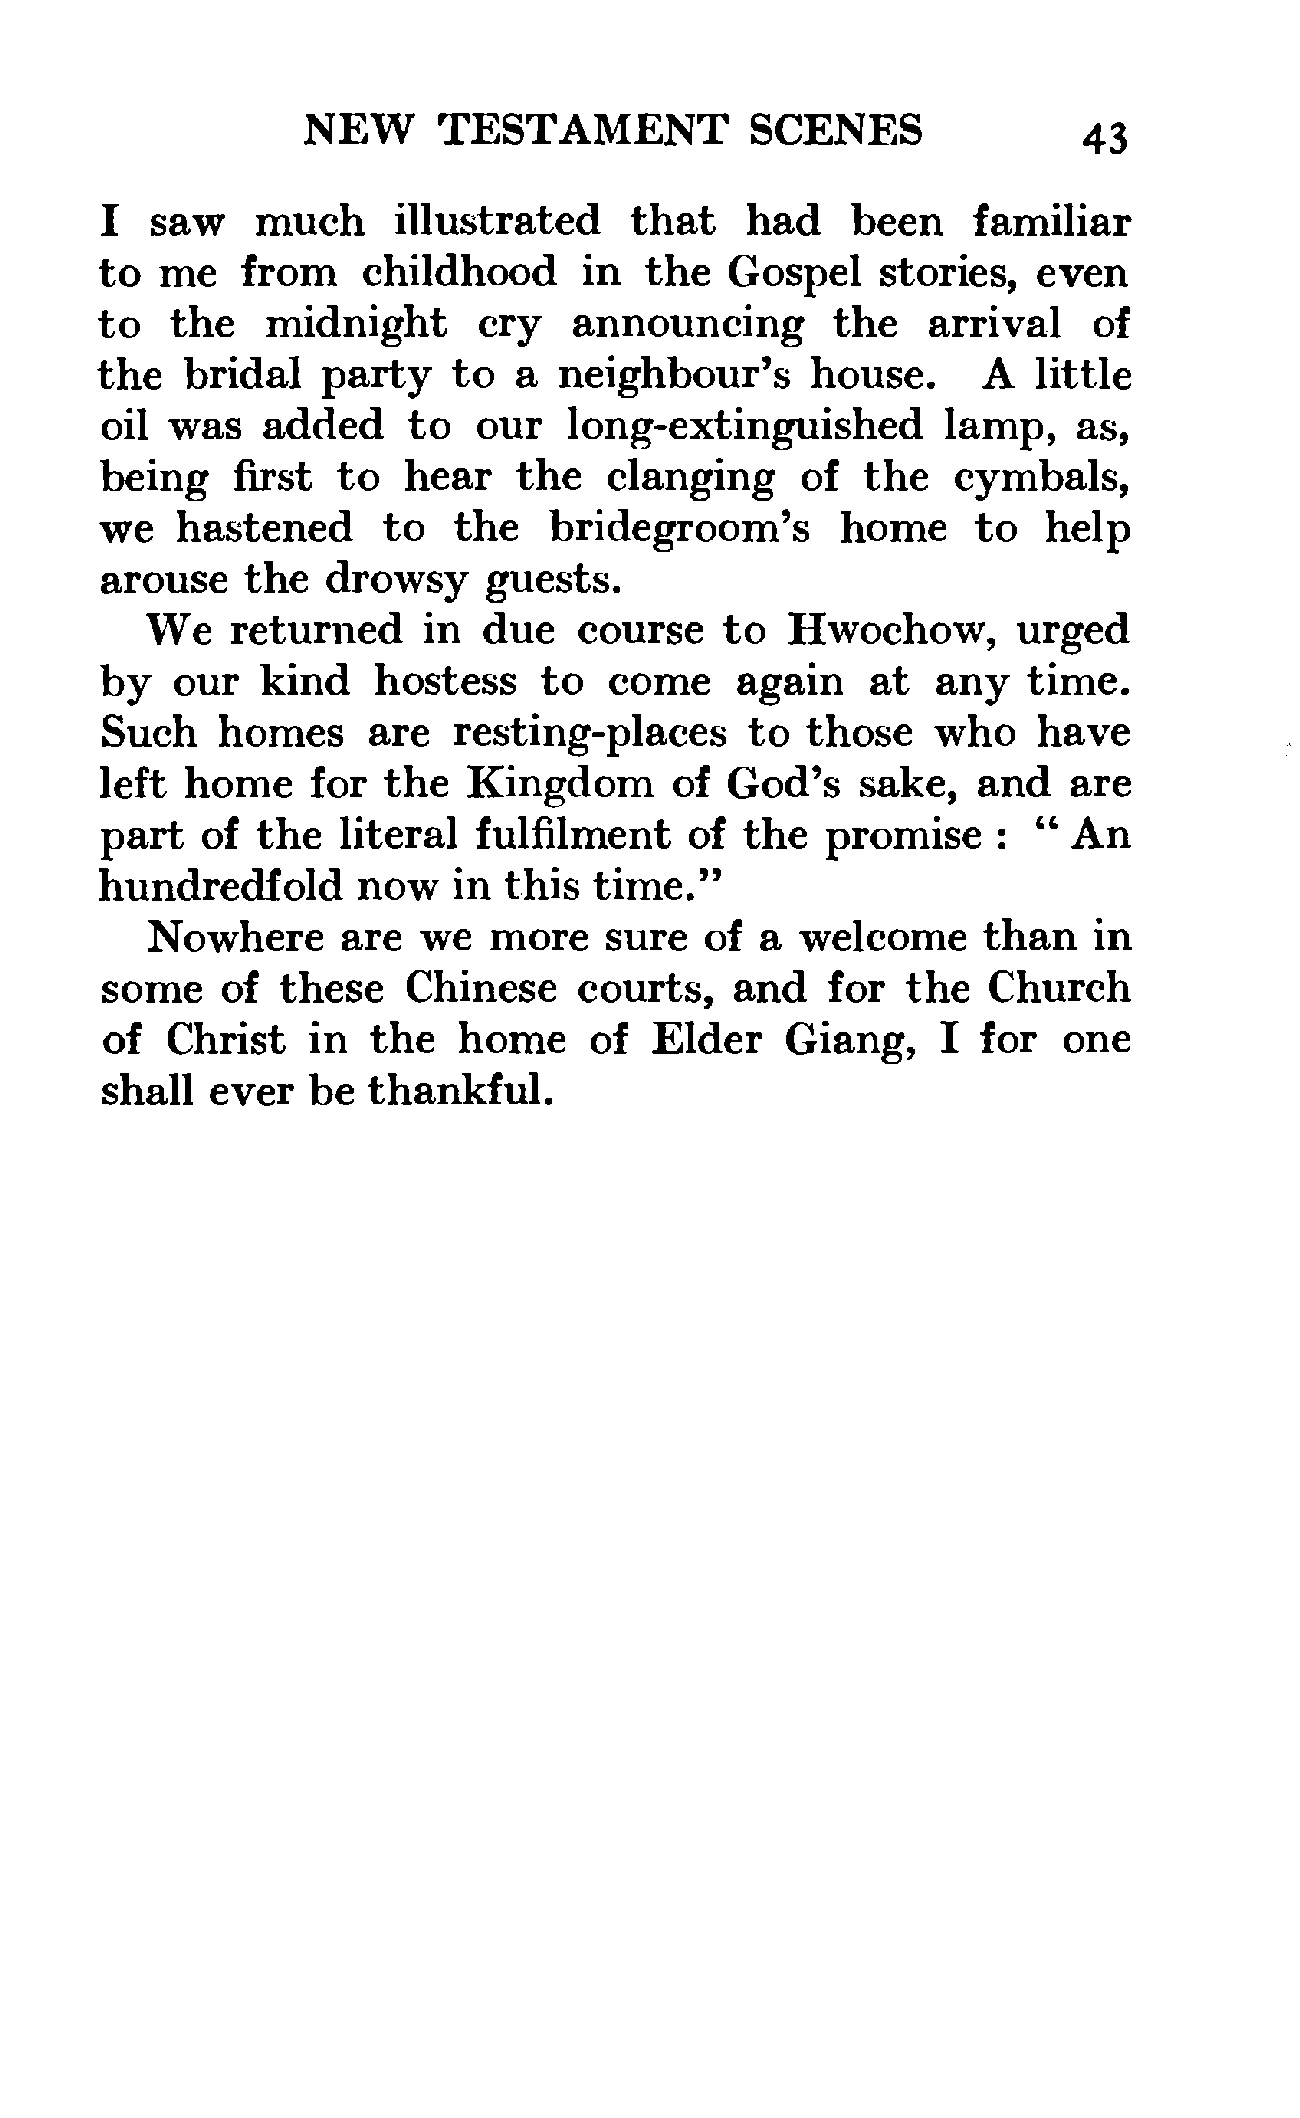 NEW TESTAMENT SCENES 43
I saw much illustrated that had been familiar
to me from childhood in the Gospel stories, even
to the midnight cry announcing the arrival of
the bridal party to a neighbour's house. A little
oil was added to our long-extinguished lamp, as,
being first to hear the clanging of the cymbals,
we hastened to the bridegroom's home to help
arouse the drowsy guests.
We returned in due course to Hwochow, urged
by our kind hostess to come again at any time.
Such homes are resting-places to those who have
left home for the Kingdom of God's sake, and are
part of the literal fulfilment of the promise : “ An
hundredfold now in this time.”
Nowhere are we more sure of a welcome than in
some of these Chinese courts, and for the Church
of Christ in the home of Elder Giang, I for one
shall ever be thankful.